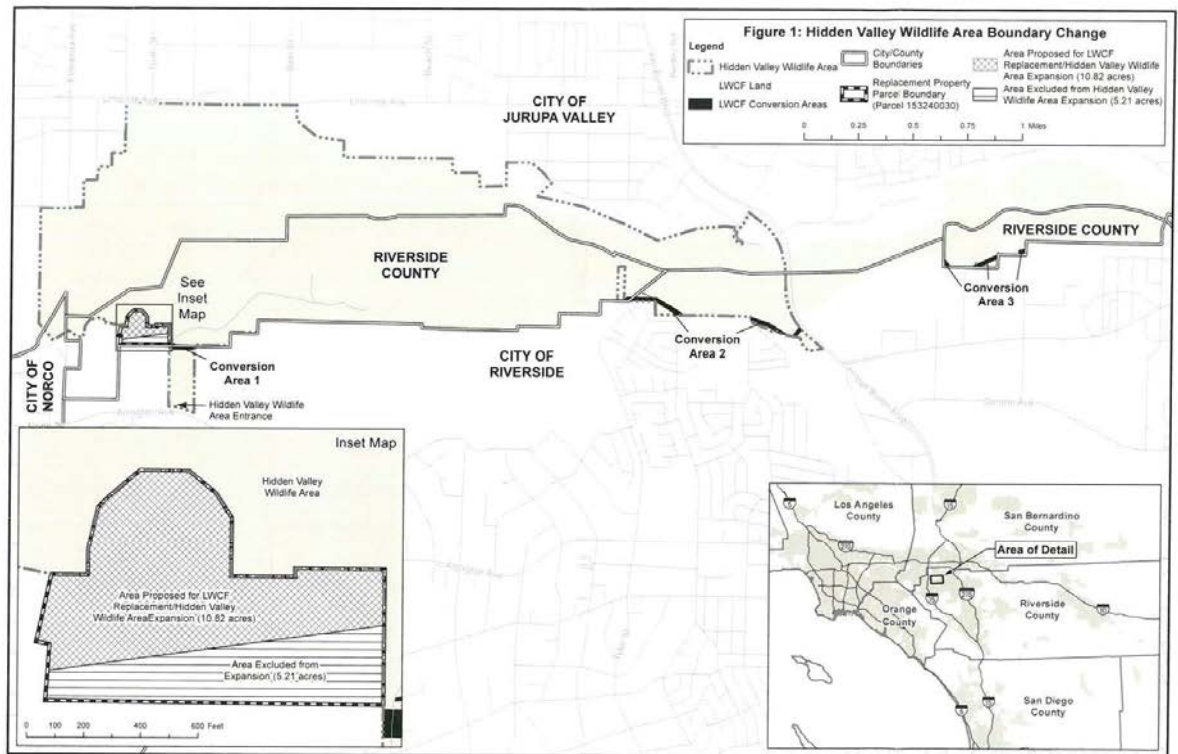 Figure 1: Hidden Valley Wildlife Area Boundary Change
Legend
Hidden Valley Wildlife Area
LWCF Land
LWCF Conversion Areas
City/County
Boundaries
Replacement Property
Parcel Boundary
(Parcel 153240030)
Area Proposed for LWCF
Replacement/Hidden Valley
Wildlife Area Expansion (10.82 acres)
Area Excluded from Hidden Valley
Wildlife Area Expansion (5.21 acres)
0 0.25 0.5 0.75 1 Miles
CITY OF
JURUPA VALLEY
RIVERSIDE
COUNTY
RIVERSIDE COUNTY
See
Inset
Map
Conversion
Area 3
Conversion
Area 2
Conversion
Area 1
CITY OF
RIVERSIDE
CITY OF
NORCO
Hidden Valley Wildlife
Area Entrance
Inset Map
Hidden Valley
Wildlife Area
Area Proposed for LWCF
Replacement/Hidden Valley
Wildlife AreaExpansion (10.82 acres)
Area Excluded from
Expansion (5.21 acres)
0 100 200 400 600 Feet
Los Angeles
County
San Bernardino
County
Area of Detail
Orange
County
Riverside
County
San Diego
County